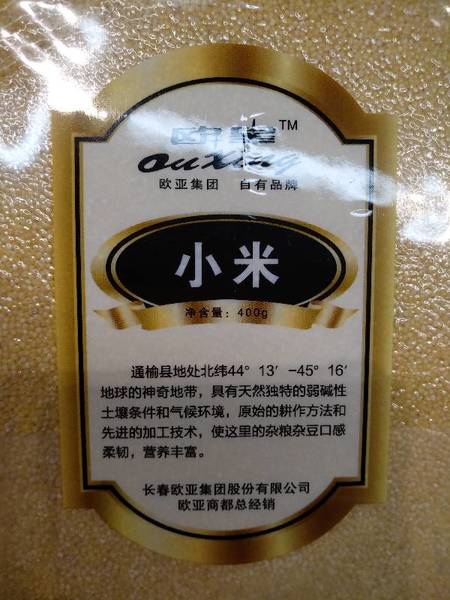 TM
OuXing
欧亚集团 自有品牌
小米
净含量：400g
通榆县地处北纬44° 13′ -45° 16′
地球的神奇地带，具有天然独特的弱碱性
土壤条件和气候环境，原始的耕作方法和
先进的加工技术，使这里的杂粮杂豆口感
柔韧，营养丰富。
长春欧亚集团股份有限公司
欧亚商都总经销